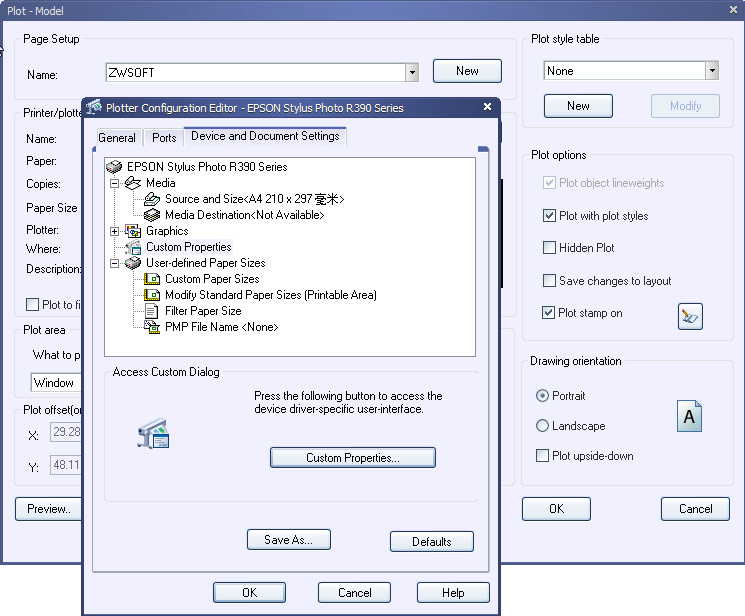 Plot - Model
Page Setup
Name:
ZWSOFT
New
Plot style table
None
New
Modify
Printer/plotte
Name:
Paper:
Copies:
Paper Size
Plotter:
Where:
Description:
Plot to fi
Plot area
What to p
Window
Plot offset(or
X:
29.28
Y:
48.11
Preview..
Plotter Configuration Editor - EPSON Stylus Photo R390 Series
General
Ports
Device and Document Settings
EPSON Stylus Photo R390 Series
Media
Source and Size<A4 210 x 297 毫米>
Media Destination<Not Available>
Graphics
Custom Properties
User-defined Paper Sizes
Custom Paper Sizes
Modify Standard Paper Sizes (Printable Area)
Filter Paper Size
PMP File Name <None>
Access Custom Dialog
Press the following button to access the
device driver-specific user-interface.
Custom Properties...
Save As...
Defaults
OK
Cancel
Help
Plot options
Plot object lineweights
Plot with plot styles
Hidden Plot
Save changes to layout
Plot stamp on
Drawing orientation
Portrait
Landscape
A
Plot upside-down
OK
Cancel